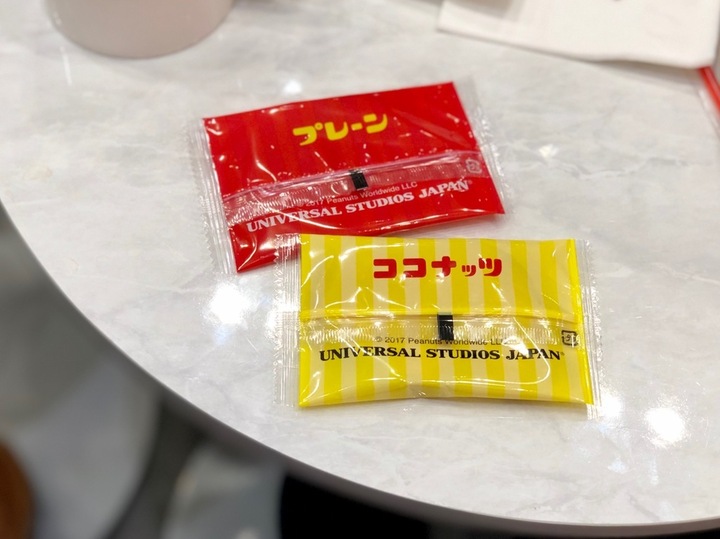 プレーン
© 2017 Peanuts Worldwide LLC
UNIVERSAL STUDIOS JAPAN®
ココナッツ
© 2017 Peanuts Worldwide LLC
UNIVERSAL STUDIOS JAPAN®